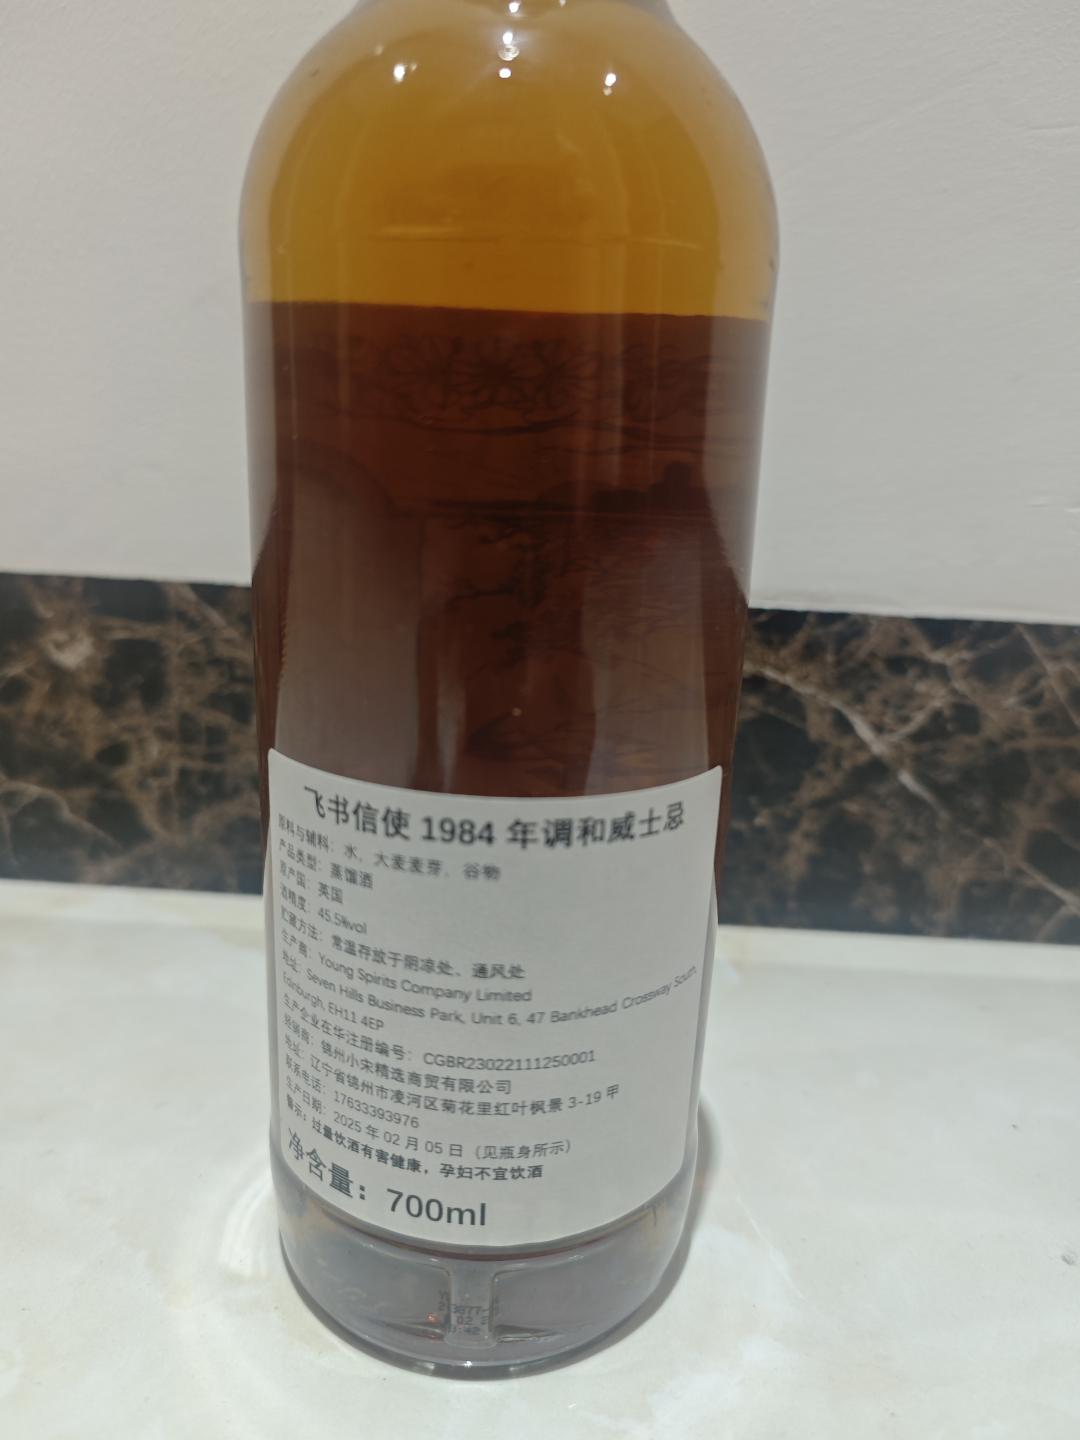 飞书信使 1984 年调和威士忌
原料与辅料：水、大麦麦芽、谷物
产品类型：蒸馏酒
原产国：英国
酒精度：45.5%vol
贮藏方法：常温存放于阴凉处、通风处
生产商：Young Spirits Company Limited
地址：Seven Hills Business Park, Unit 6, 47 Bankhead Crossway South,
Edinburgh, EH11 4EP
生产企业在华注册编号：CGBR23022111250001
经销商：锦州小宋精选商贸有限公司
地址：辽宁省锦州市凌河区菊花里红叶枫景 3-19 甲
联系电话：17633393976
生产日期：2025 年 02 月 05 日（见瓶身所示）
警示：过量饮酒有害健康，孕妇不宜饮酒
净含量：700ml